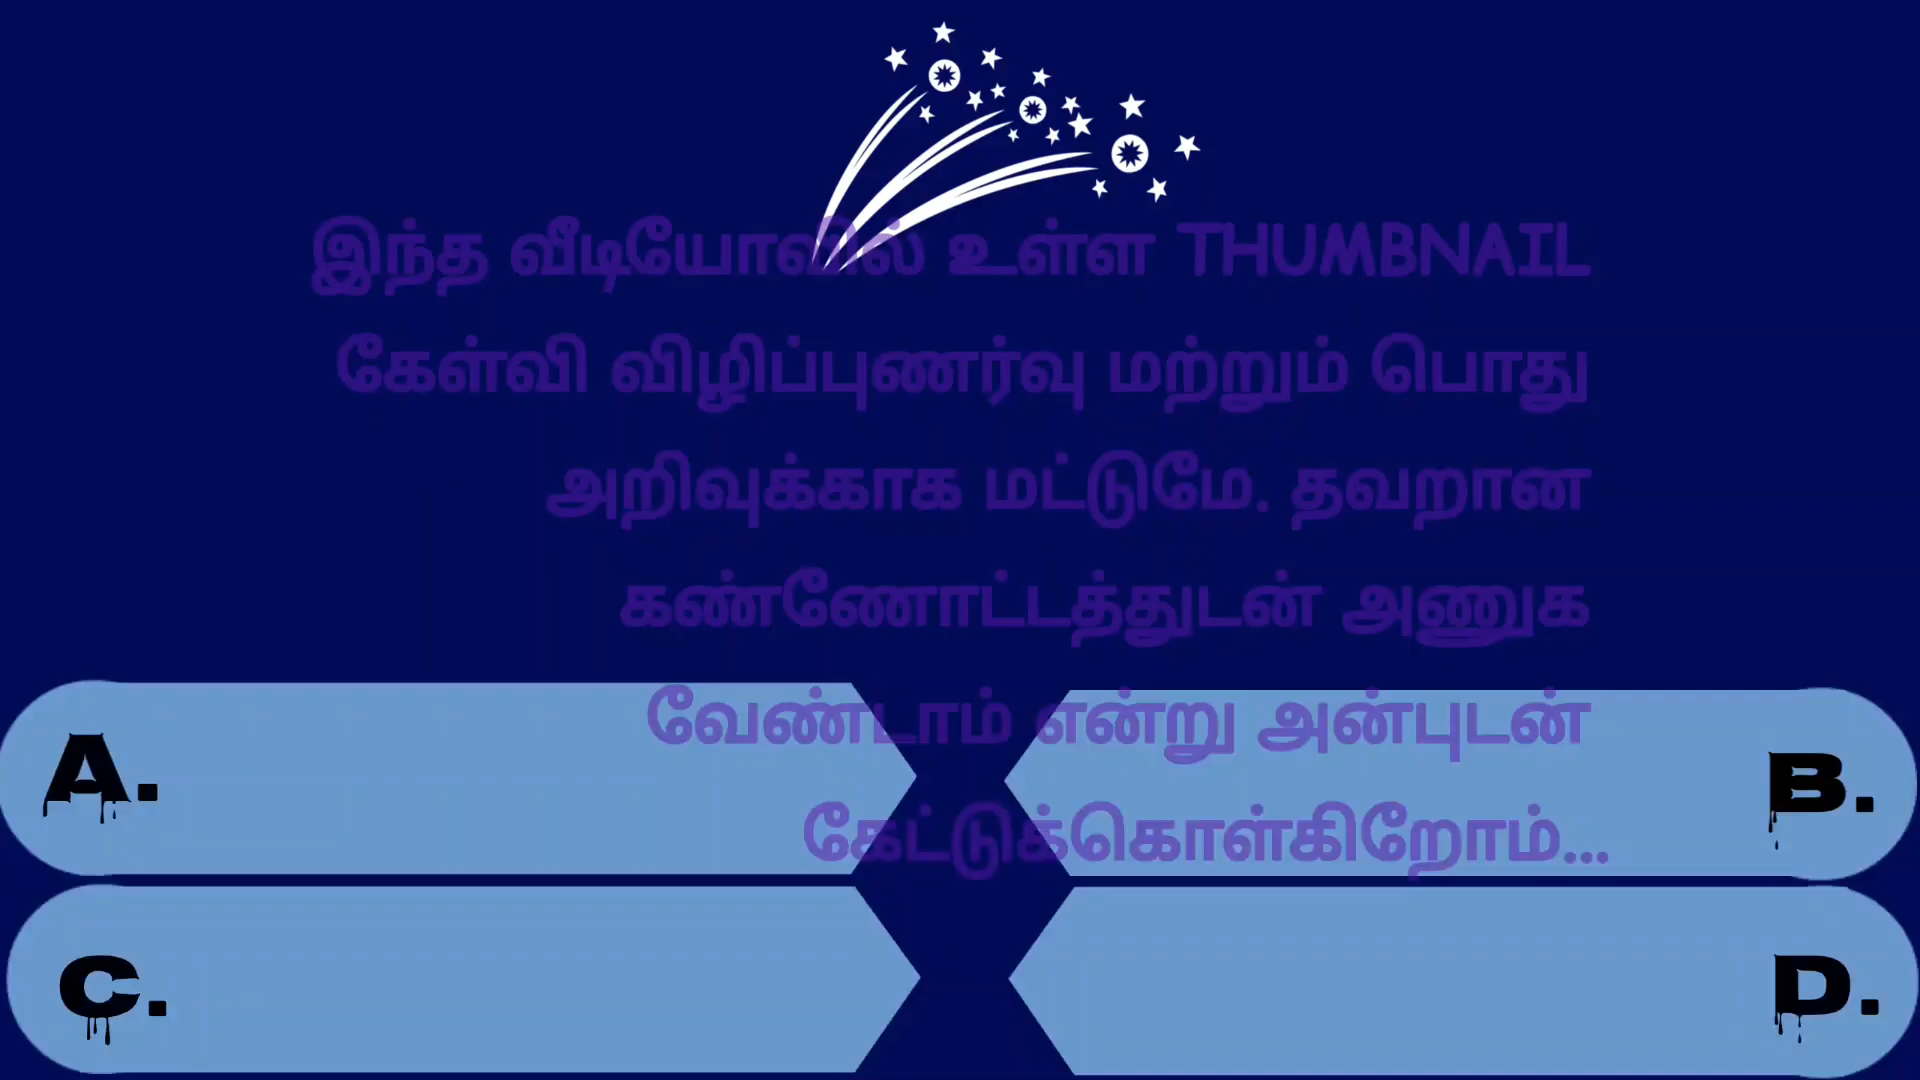 இந்த வீடியோவில் உள்ள THUMBNAIL
கேள்வி விழிப்புணர்வு மற்றும் பொது
அறிவுக்காக மட்டுமே. தவறான
கண்ணோட்டத்துடன் அணுக
வேண்டாம் என்று அன்புடன்
கேட்டுக்கொள்கிறோம்...
A.
B.
C.
D.